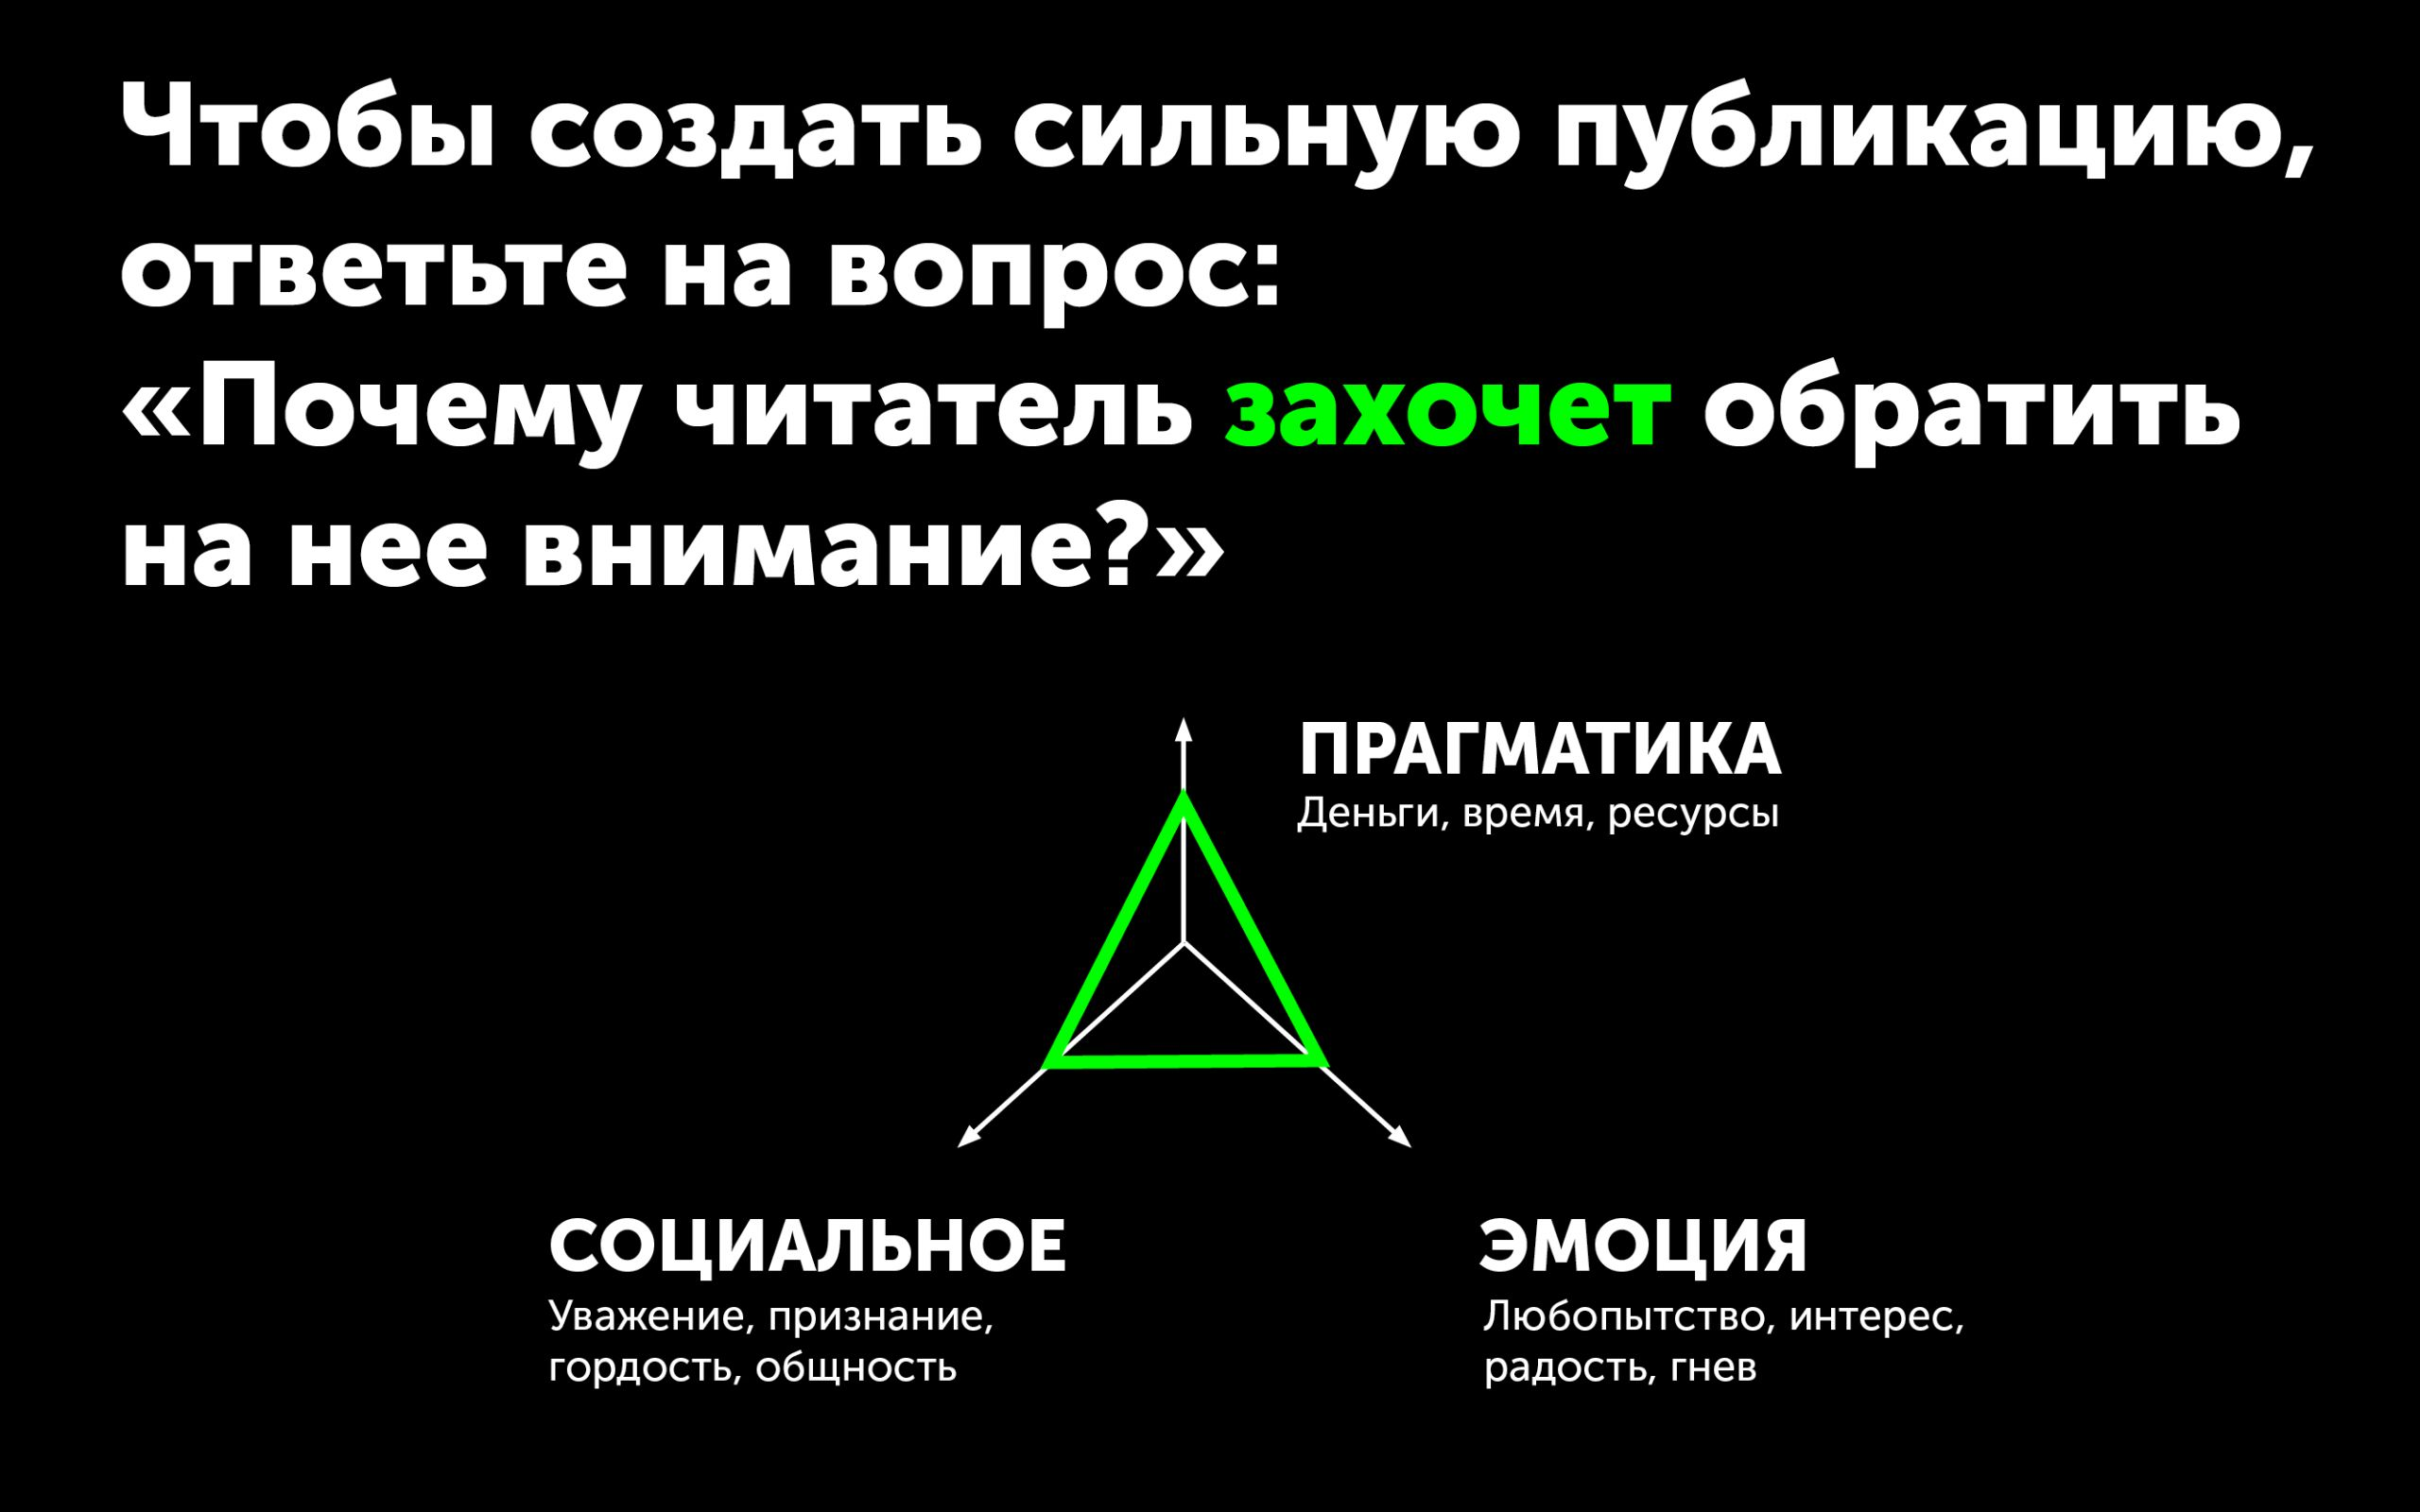 Чтобы создать сильную публикацию,
ответьте на вопрос:
«Почему читатель захочет обратить
на нее внимание?»
ПРАГМАТИКА
Деньги, время, ресурсы
СОЦИАЛЬНОЕ
Уважение, признание,
гордость, общность
ЭМОЦИЯ
Любопытство, интерес,
радость, гнев